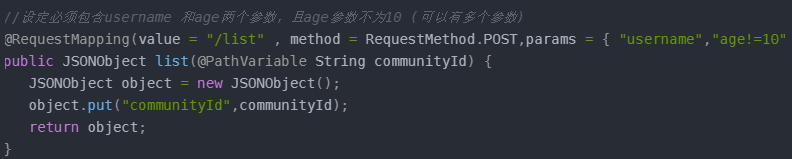 //设定必须包含username 和age两个参数, 且age参数不为10 (可以有多个参数)
@RequestMapping(value = "/list" , method = RequestMethod.POST,params = { "username","age!=10"
public JSONObject list(@PathVariable String communityId) {
   JSONObject object = new JSONObject();
   object.put("communityId",communityId);
   return object;
}